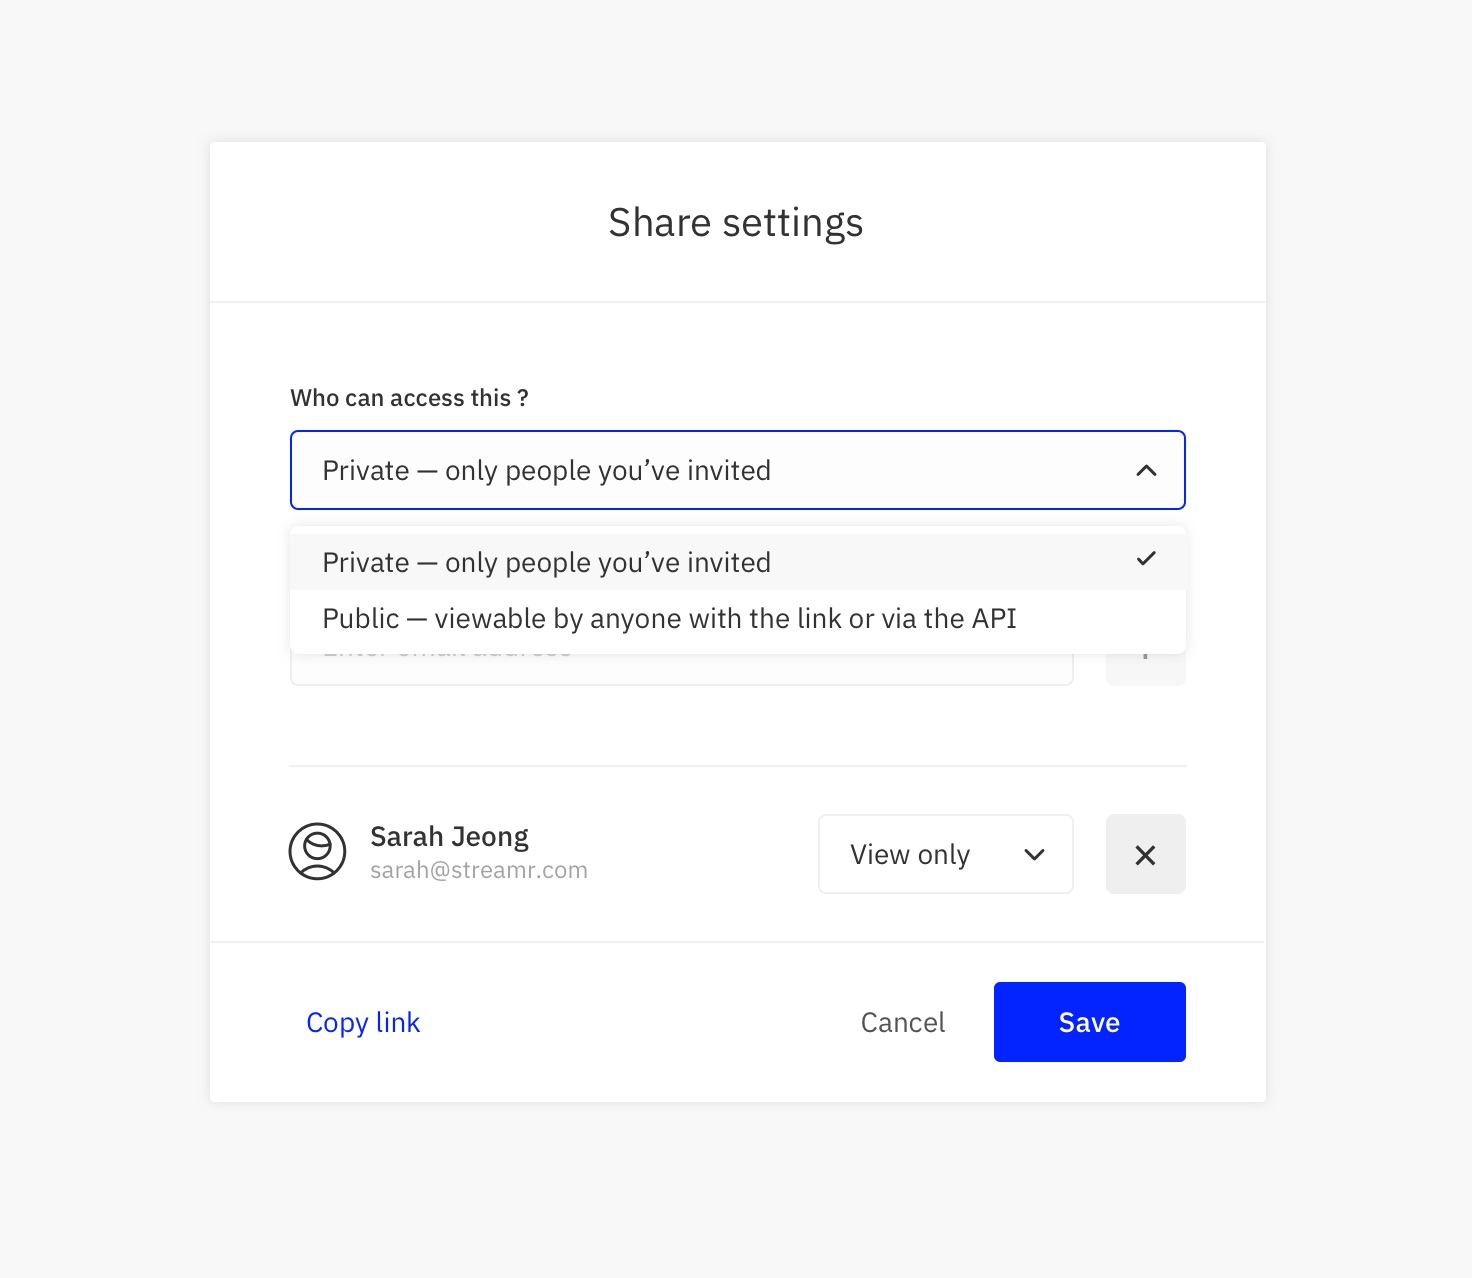 Share settings
Who can access this ?
Private — only people you’ve invited
Private — only people you’ve invited
Public — viewable by anyone with the link or via the API
Sarah Jeong
sarah@streamr.com
View only
Copy link
Cancel
Save